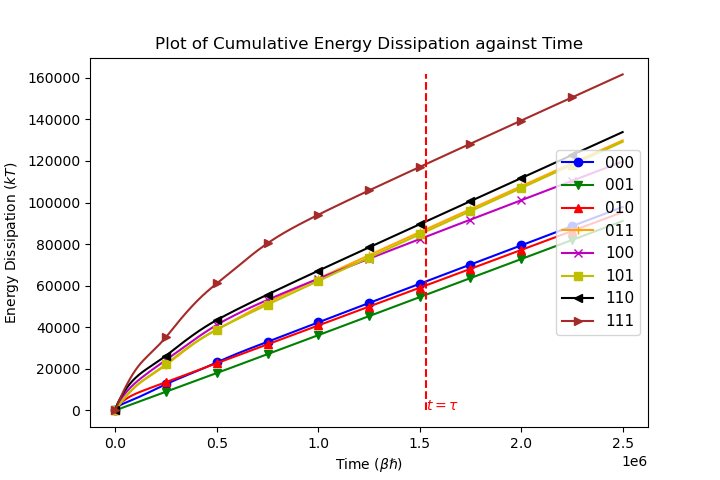 Plot of Cumulative Energy Dissipation against Time
Energy Dissipation (kT)
160000
140000
120000
100000
80000
60000
40000
20000
0
000
001
010
011
100
101
110
111
t = τ
0.0 0.5 1.0 1.5 2.0 2.5
1e6
Time (βħ)